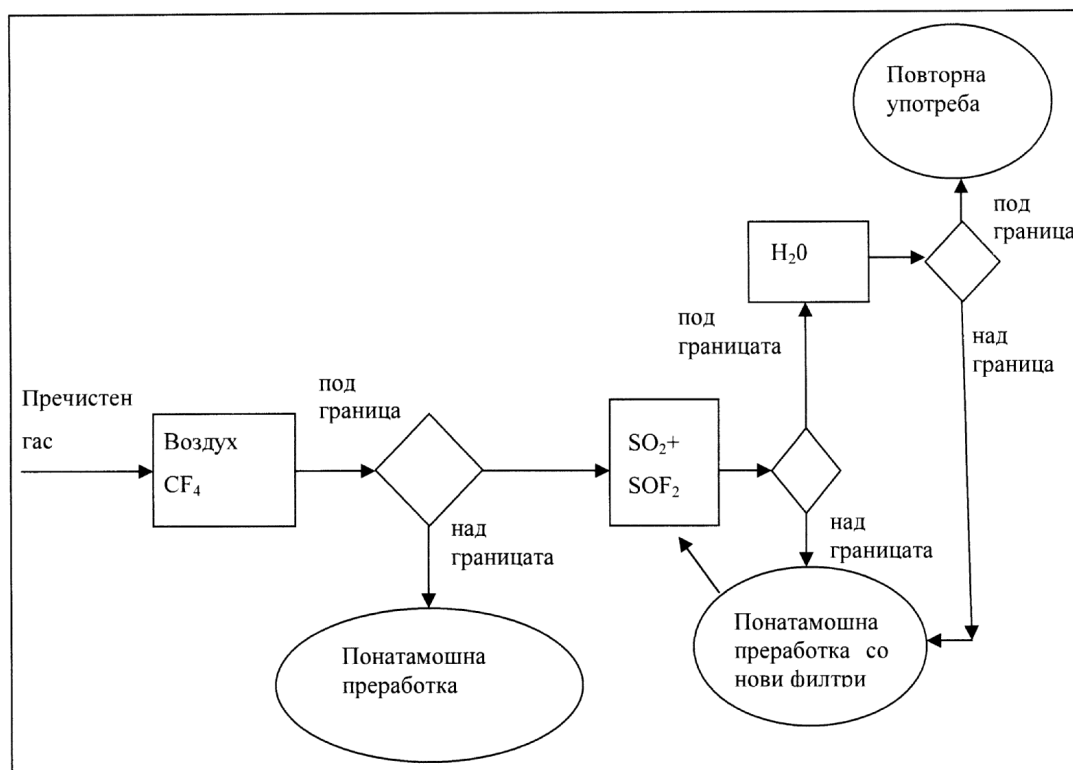 Повторна
употреба
под
граница
H₂0
под
границата
над
граница
Пречистен
гас
под
граница
Воздух
CF₄
SO₂+
SOF₂
над
границата
над
границата
Понатамошна
преработка
Понатамошна
преработка со
нови филтри